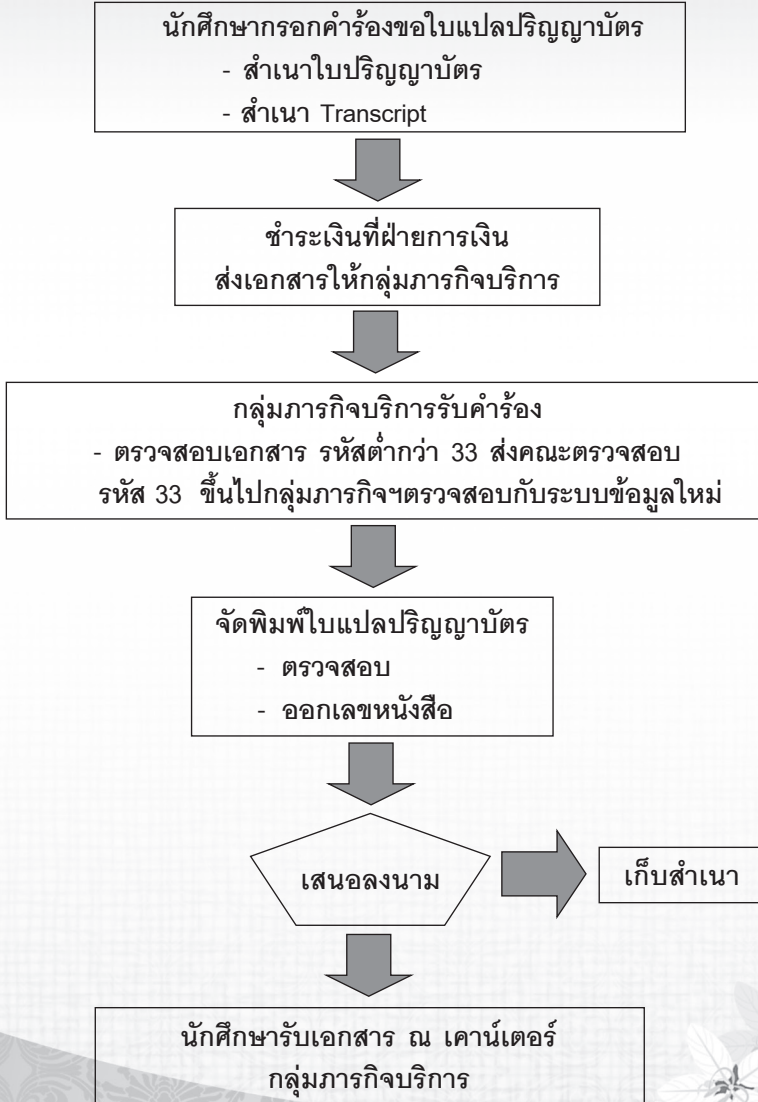 นักศึกษากรอกคำร้องขอใบแปลปริญญาบัตร
- สำเนาใบปริญญาบัตร
- สำเนา Transcript
ชำระเงินที่ฝ่ายการเงิน
ส่งเอกสารให้กลุ่มภารกิจบริการ
กลุ่มภารกิจบริการรับคำร้อง
- ตรวจสอบเอกสาร รหัสต่ำกว่า 33 ส่งคณะตรวจสอบ
รหัส 33 ขึ้นไปกลุ่มภารกิจฯตรวจสอบกับระบบข้อมูลใหม่
จัดพิมพ์ใบแปลปริญญาบัตร
- ตรวจสอบ
- ออกเลขหนังสือ
เสนอลงนาม
เก็บสำเนา
นักศึกษารับเอกสาร ณ เคาน์เตอร์
กลุ่มภารกิจบริการ